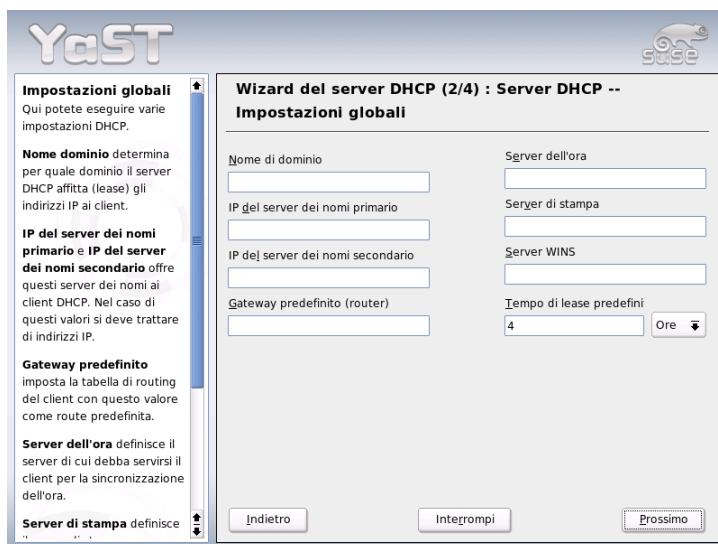 YaST
suse
Impostazioni globali
Qui potete eseguire varie
impostazioni DHCP.
Nome dominio determina
per quale dominio il server
DHCP affitta (lease) gli
indirizzi IP ai client.
IP del server dei nomi
primario e IP del server
dei nomi secondario offre
questi server dei nomi ai
client DHCP. Nel caso di
questi valori si deve trattare
di indirizzi IP.
Gateway predefinito
imposta la tabella di routing
del client con questo valore
come route predefinita.
Server dell'ora definisce il
server di cui debba servirsi il
client per la sincronizzazione
dell'ora.
Server di stampa definisce
Wizard del server DHCP (2/4) : Server DHCP --
Impostazioni globali
Nome di dominio
IP del server dei nomi primario
IP del server dei nomi secondario
Gateway predefinito (router)
Server dell'ora
Server di stampa
Server WINS
Tempo di lease predefini
4
Ore
Indietro
Interrompi
Prossimo